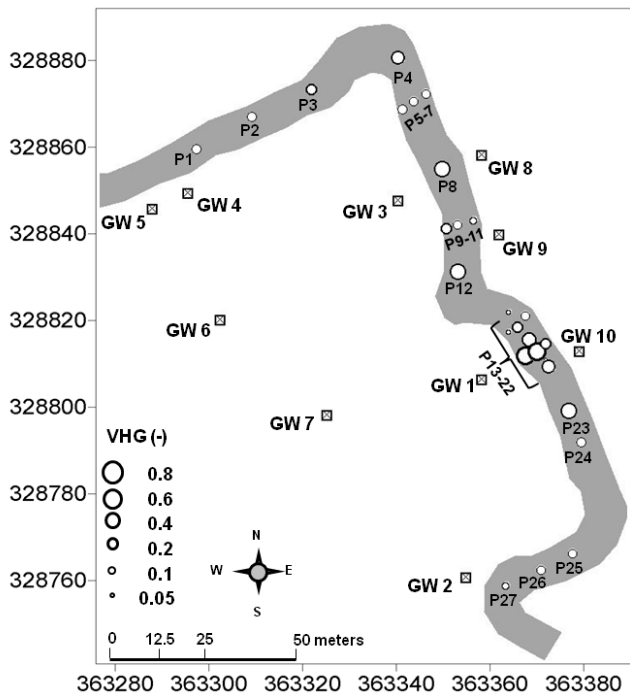 328880
328860
328840
328820
328800
328780
328760
P4
P3
P5-7
P2
P1
GW 8
P8
GW 4
GW 3
GW 5
P9-11
GW 9
P12
GW 6
GW 10
P13-22
GW 1
GW 7
P23
P24
VHG (-)
0.8
0.6
0.4
0.2
0.1
0.05
N
W E
S
P25
P26
GW 2
P27
0 12.5 25 50 meters
363280 363300 363320 363340 363360 363380